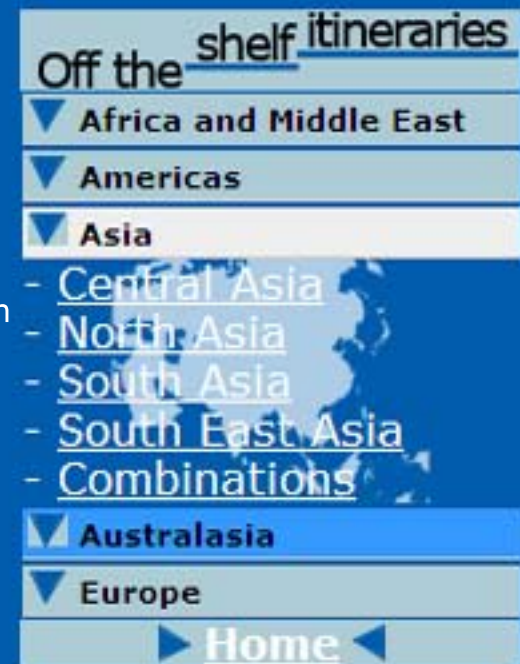 Off the shelf itineraries
Africa and Middle East
Americas
Asia
- Central Asia
- North Asia
- South Asia
- South East Asia
- Combinations
Australasia
Europe
Home